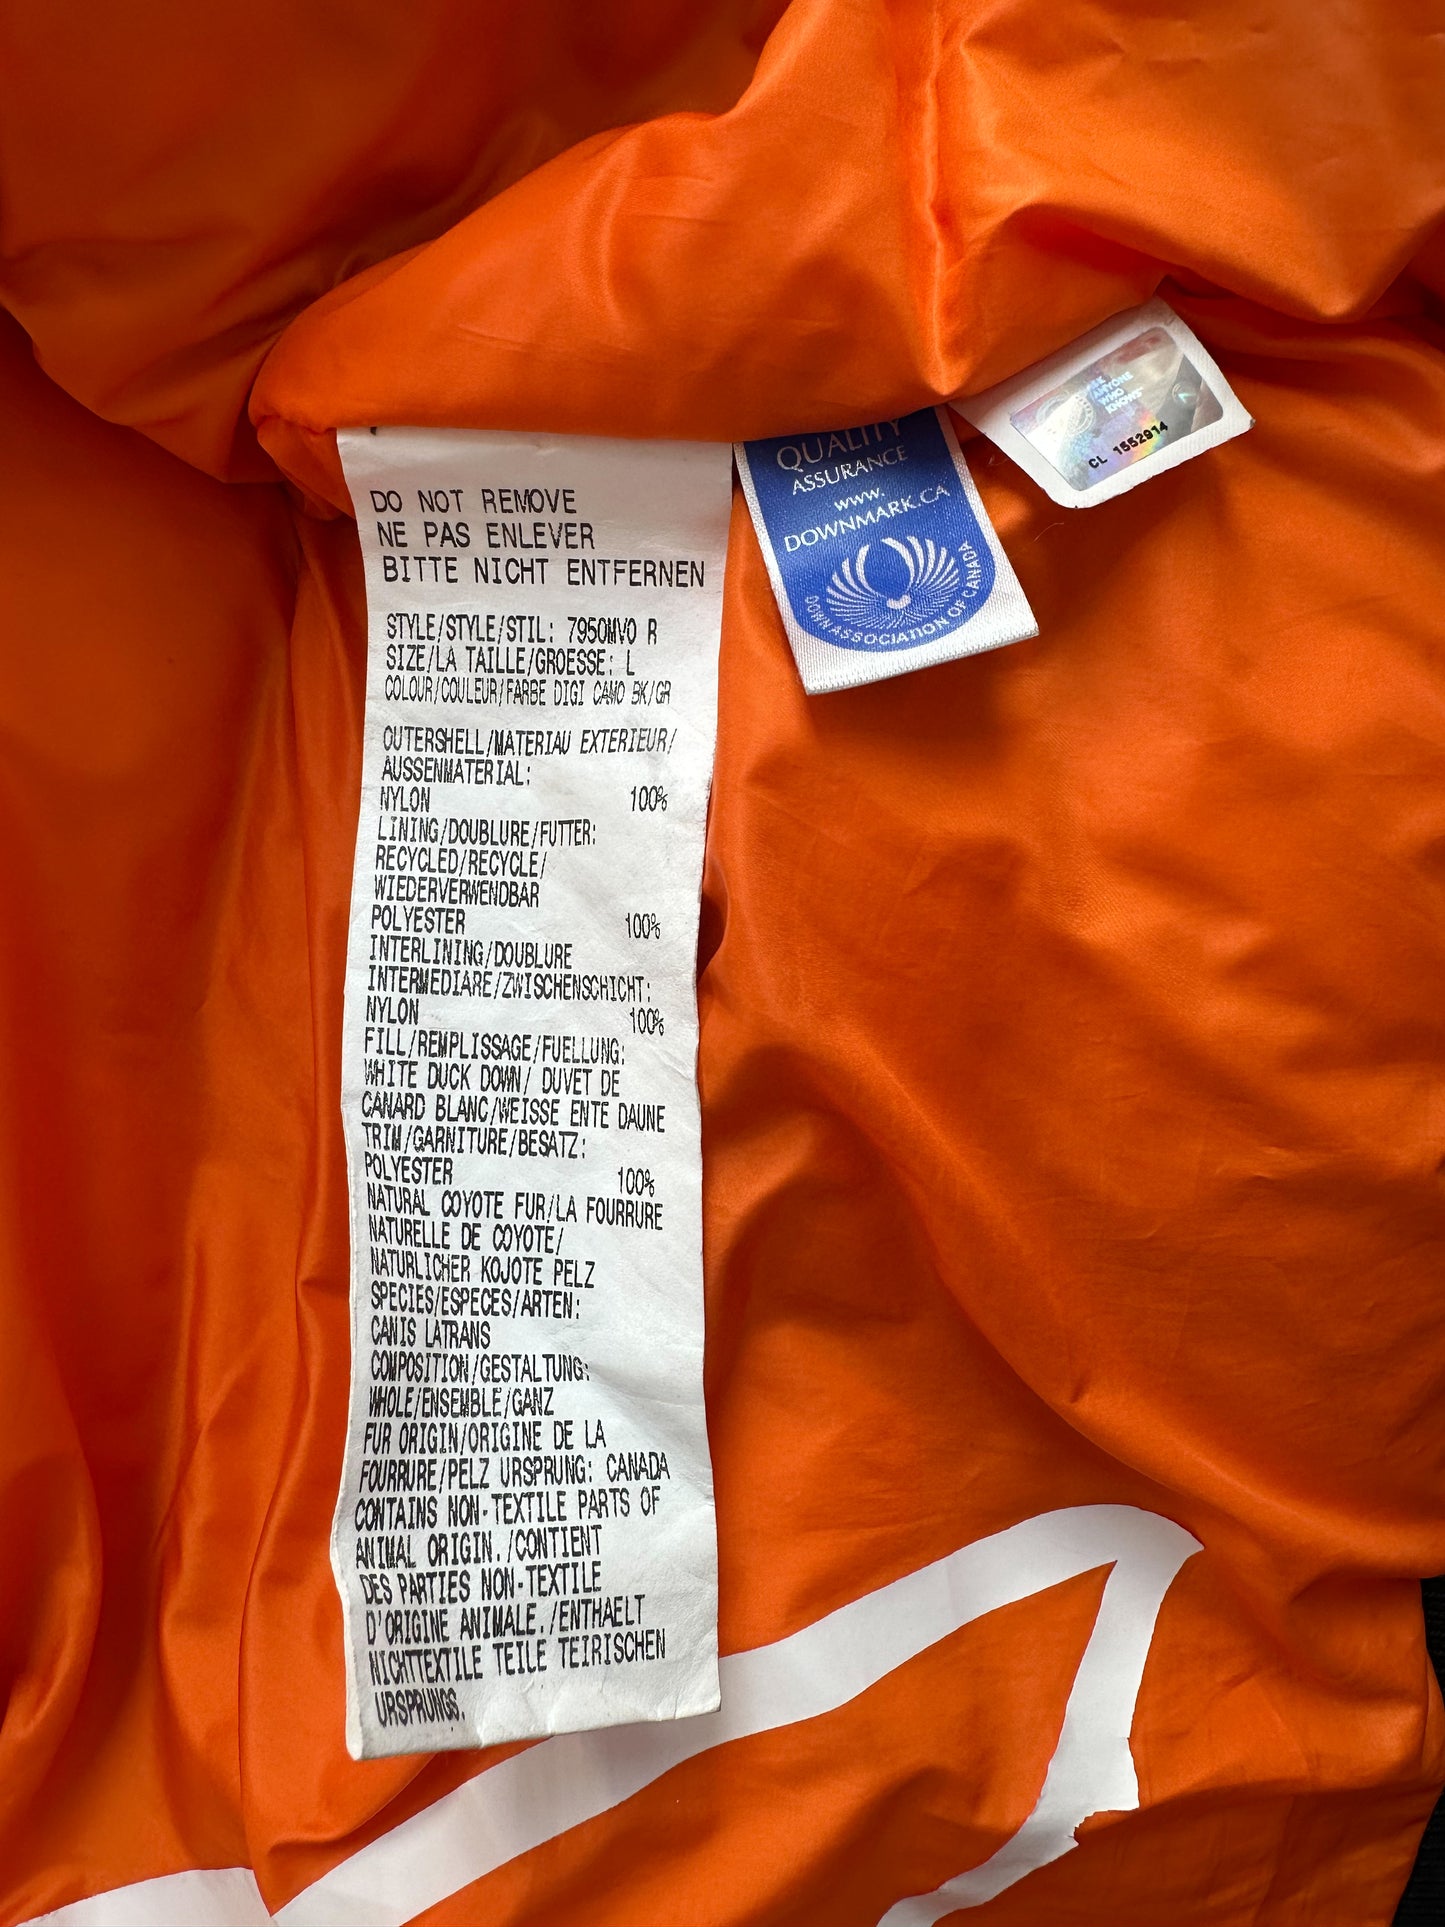 DO NOT REMOVE
NE PAS ENLEVER
BITTE NICHT ENTFERNEN
STYLE/STYLE/STIL: 7950MVO R
SIZE/LA TAILLE/GROESSE: L
COLOUR/COULEUR/FARBE DIGI CAMO BK/GR
OUTERSHELL/MATERIAU EXTERIEUR/
AUSSENMATERIAL:
NYLON 100%
LINING/DOUBLURE/FUTTER:
RECYCLED/RECYCLE/
WIEDERVERWENDBAR
POLYESTER 100%
INTERLINING/DOUBLURE
INTERMEDIARE/ZWISCHENSCHICHT:
NYLON 100%
FILL/REMPLISSAGE/FUELLUNG:
WHITE DUCK DOWN/ DUVET DE
CANARD BLANC/WEISSE ENTE DAUNE
TRIM/GARNITURE/BESATZ:
POLYESTER 100%
NATURAL COYOTE FUR/LA FOURRURE
NATURELLE DE COYOTE/
NATURLICHER KOJOTE PELZ
SPECIES/ESPECES/ARTEN:
CANIS LATRANS
COMPOSITION/GESTALTUNG:
WHOLE/ENSEMBLE/GANZ
FUR ORIGIN/ORIGINE DE LA
FOURRURE/PELZ URSPRUNG: CANADA
CONTAINS NON-TEXTILE PARTS OF
ANIMAL ORIGIN./CONTIENT
DES PARTIES NON-TEXTILE
D'ORIGINE ANIMALE./ENTHAELT
NICHTTEXTILE TEILE TEIRISCHEN
URSPRUNGS.
QUALITY
ASSURANCE
www.
DOWNMARK.CA
DOWN ASSOCIATION OF CANADA
ASK
ANYONE
WHO
KNOWS
CL 1552914